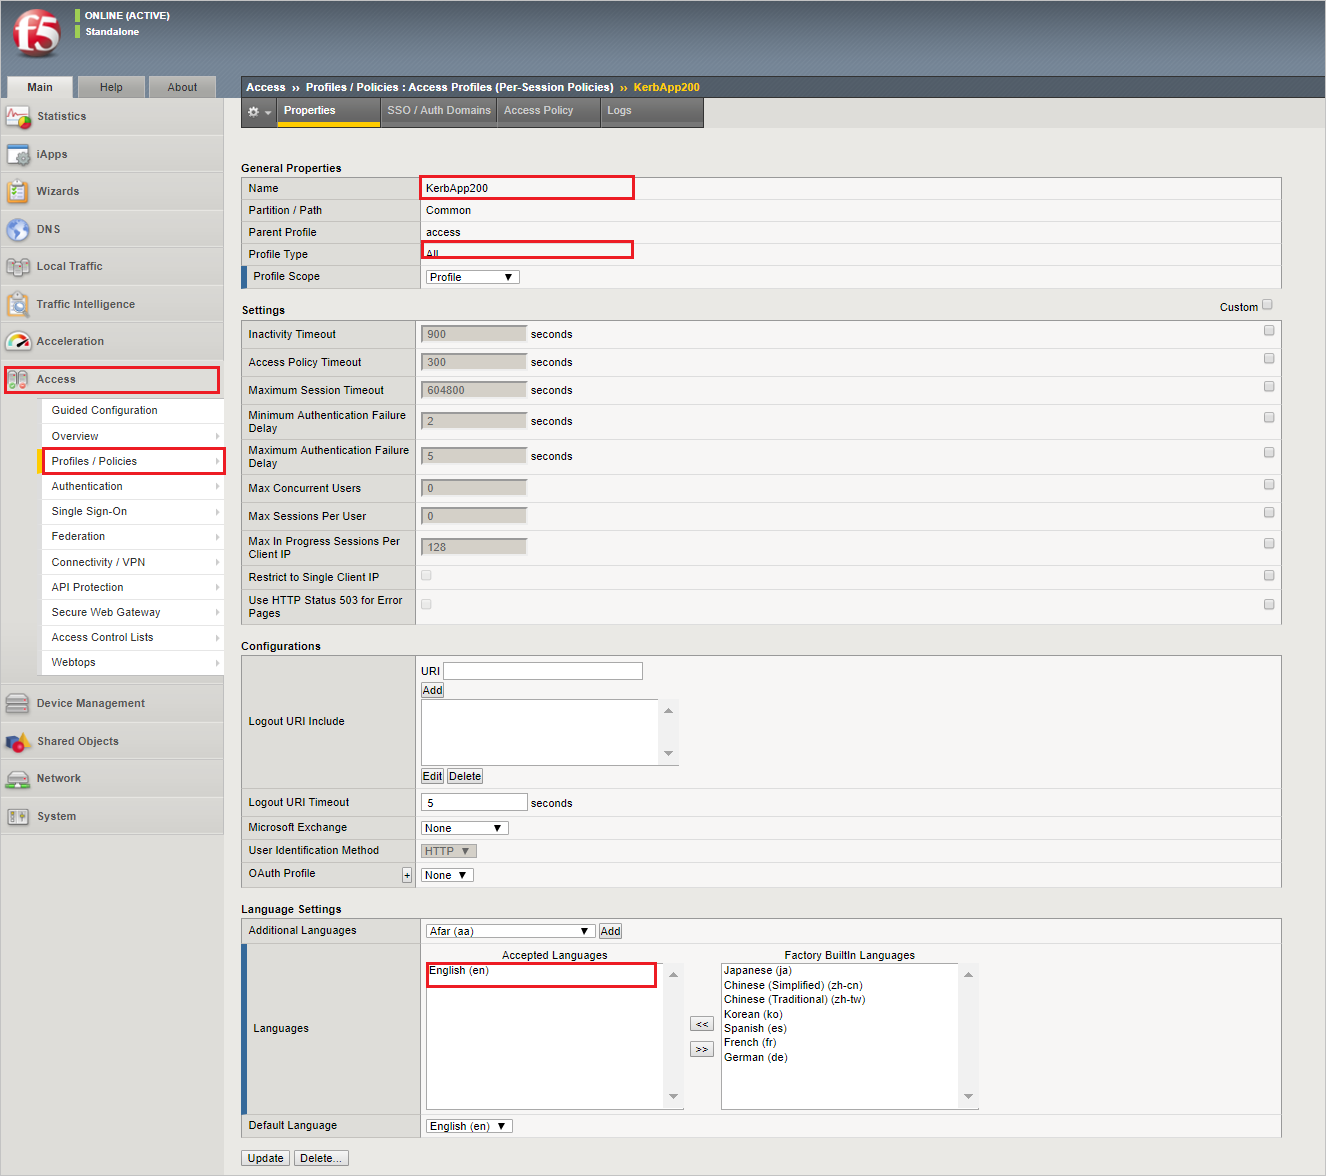 f5
ONLINE (ACTIVE)
Standalone
Main
Help
About
Statistics
iApps
Wizards
DNS
Local Traffic
Traffic Intelligence
Acceleration
Access
Guided Configuration
Overview
Profiles / Policies
Authentication
Single Sign-On
Federation
Connectivity / VPN
API Protection
Secure Web Gateway
Access Control Lists
Webtops
Device Management
Shared Objects
Network
System
Access ›› Profiles / Policies : Access Profiles (Per-Session Policies) ›› KerbApp200
Properties
SSO / Auth Domains
Access Policy
Logs
General Properties
Name KerbApp200
Partition / Path Common
Parent Profile access
Profile Type All
Profile Scope Profile
Settings Custom
Inactivity Timeout 900 seconds
Access Policy Timeout 300 seconds
Maximum Session Timeout 604800 seconds
Minimum Authentication Failure
Delay
2 seconds
Maximum Authentication Failure
Delay
5 seconds
Max Concurrent Users 0
Max Sessions Per User 0
Max In Progress Sessions Per
Client IP
128
Restrict to Single Client IP
Use HTTP Status 503 for Error
Pages
Configurations
Logout URI Include
URI
Add
Edit Delete
Logout URI Timeout 5 seconds
Microsoft Exchange None
User Identification Method HTTP
OAuth Profile + None
Language Settings
Additional Languages Afar (aa) Add
Languages
Accepted Languages
English (en)
<<
>>
Factory BuiltIn Languages
Japanese (ja)
Chinese (Simplified) (zh-cn)
Chinese (Traditional) (zh-tw)
Korean (ko)
Spanish (es)
French (fr)
German (de)
Default Language English (en)
Update Delete...